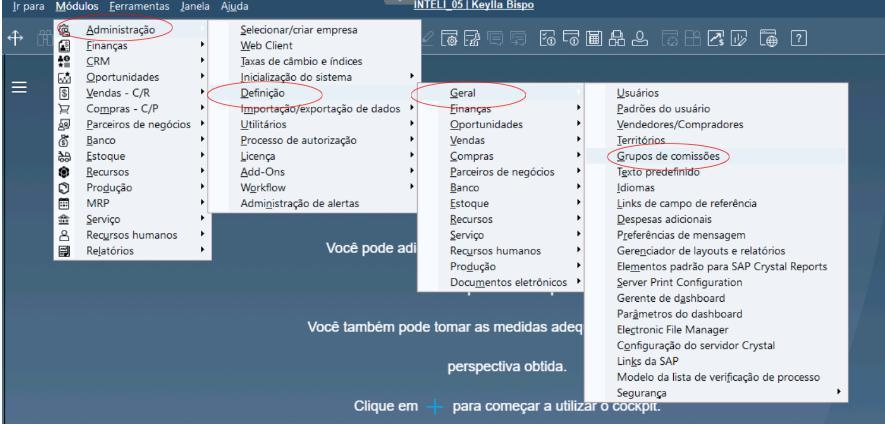 Ir para Módulos Ferramentas Janela Ajuda
INTELI_05 | Keylla Bispo
Administração
Finanças
CRM
Oportunidades
Vendas - C/R
Compras - C/P
Parceiros de negócios
Banco
Estoque
Recursos
Produção
MRP
Serviço
Recursos humanos
Relatórios
Selecionar/criar empresa
Web Client
Taxas de câmbio e índices
Inicialização do sistema
Definição
Importação/exportação de dados
Utilitários
Processo de autorização
Licença
Add-Ons
Workflow
Administração de alertas
Geral
Finanças
Oportunidades
Vendas
Compras
Parceiros de negócios
Banco
Estoque
Recursos
Serviço
Recursos humanos
Produção
Documentos eletrônicos
Usuários
Padrões do usuário
Vendedores/Compradores
Territórios
Grupos de comissões
Texto predefinido
Idiomas
Links de campo de referência
Despesas adicionais
Preferências de mensagem
Gerenciador de layouts e relatórios
Elementos padrão para SAP Crystal Reports
Server Print Configuration
Gerente de dashboard
Parâmetros do dashboard
Electronic File Manager
Configuração do servidor Crystal
Links da SAP
Modelo da lista de verificação de processo
Segurança
Você pode adi
Você também pode tomar as medidas adeq
perspectiva obtida.
Clique em + para começar a utilizar o cockpit.